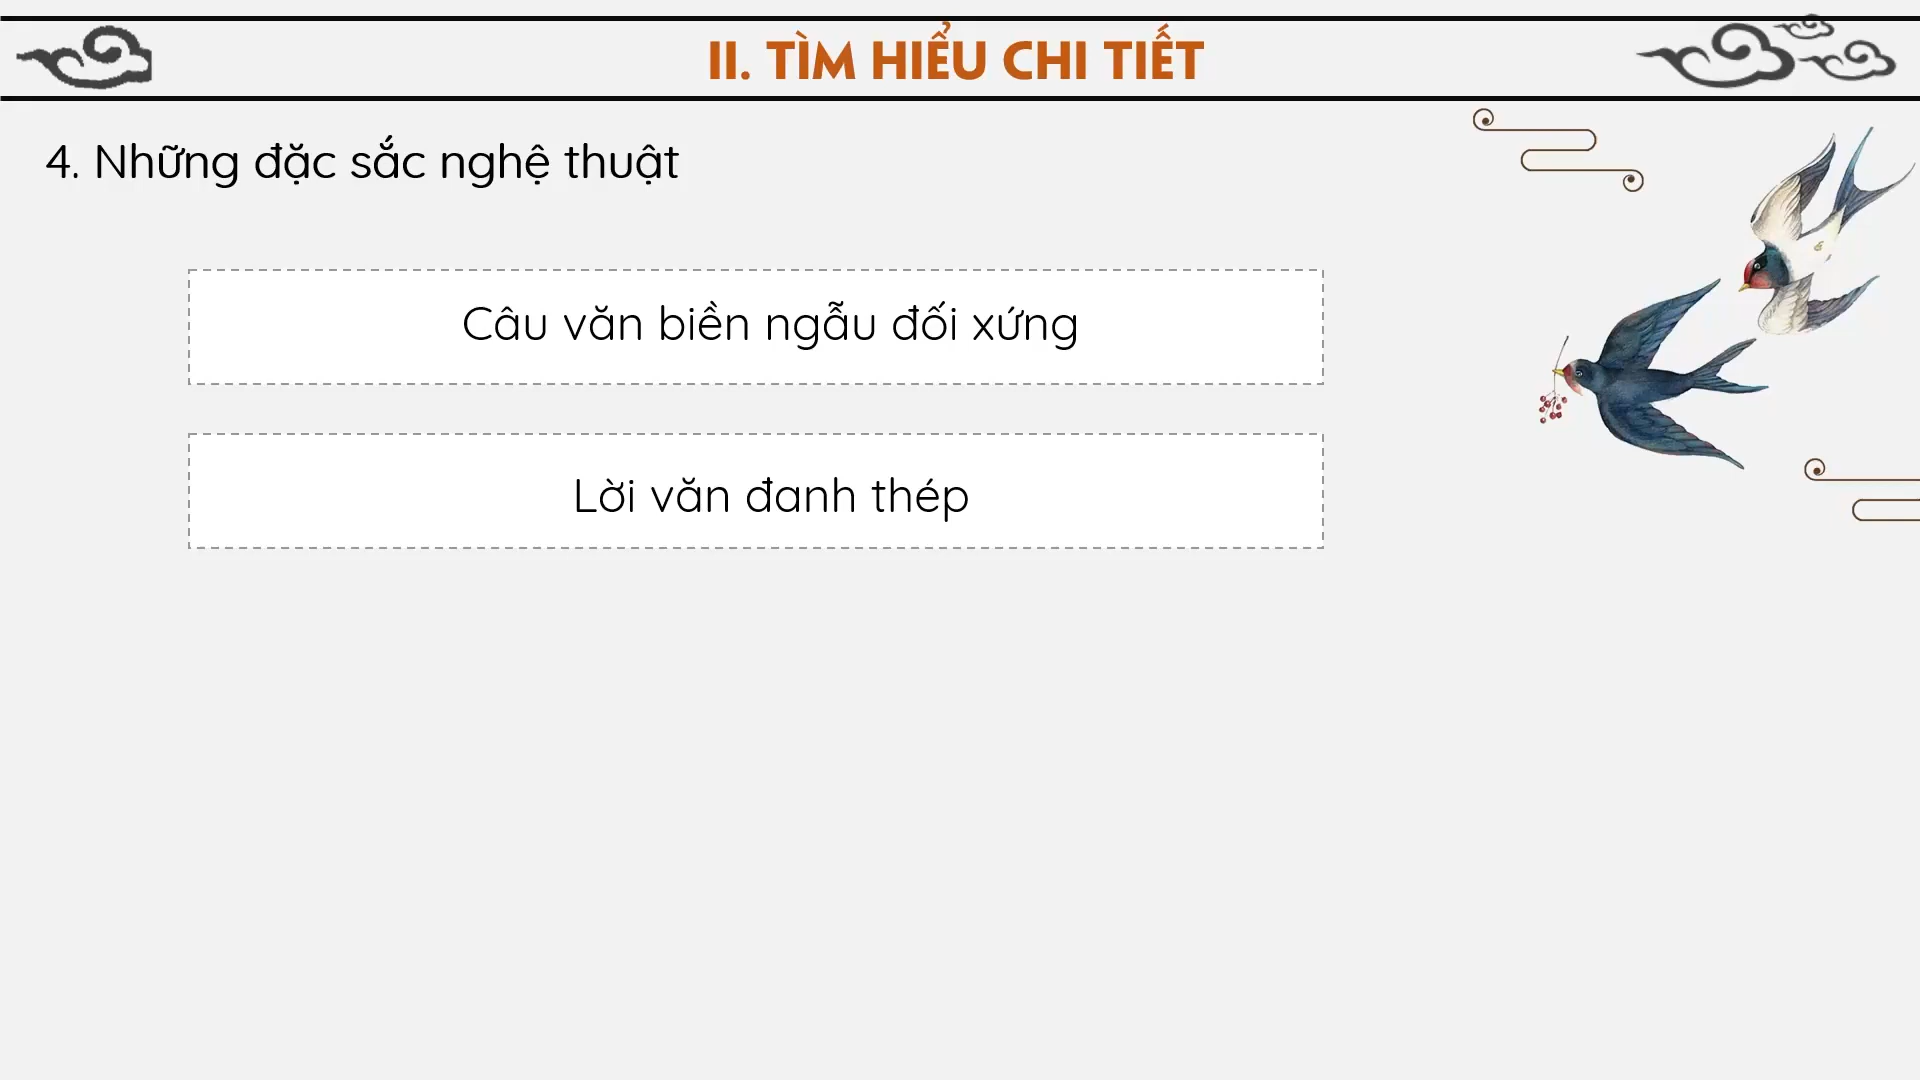 II. TÌM HIỂU CHI TIẾT
4. Những đặc sắc nghệ thuật
Câu văn biền ngẫu đối xứng
Lời văn đanh thép